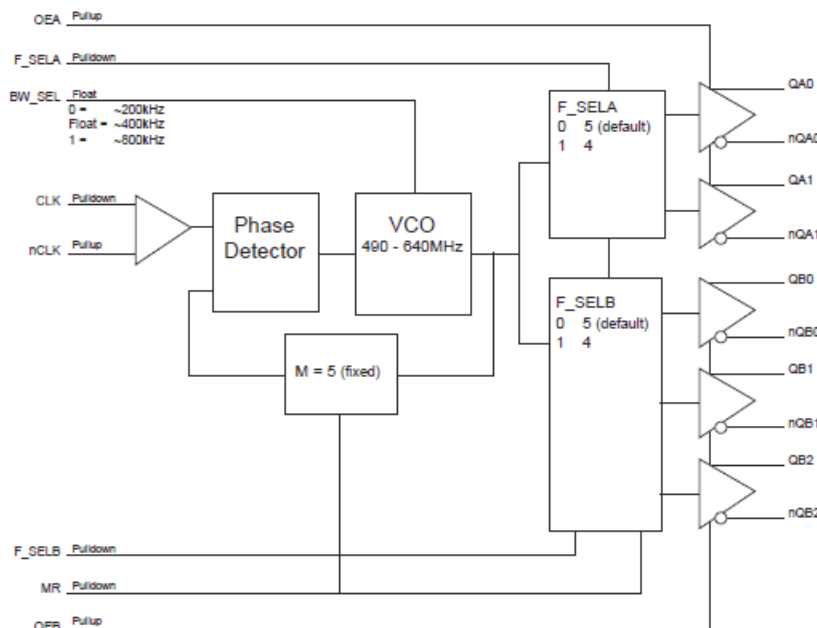 OEA Pullup
F_SELA Pulldown
BW_SEL Float
0 = ~200kHz
Float = ~400kHz
1 = ~800kHz
CLK Pulldown
nCLK Pullup
Phase
Detector
VCO
490 - 640MHz
M = 5 (fixed)
F_SELA
0 5 (default)
1 4
F_SELB
0 5 (default)
1 4
QA0
nQA0
QA1
nQA1
QB0
nQB0
QB1
nQB1
QB2
nQB2
F_SELB Pulldown
MR Pulldown
OEB Pullup